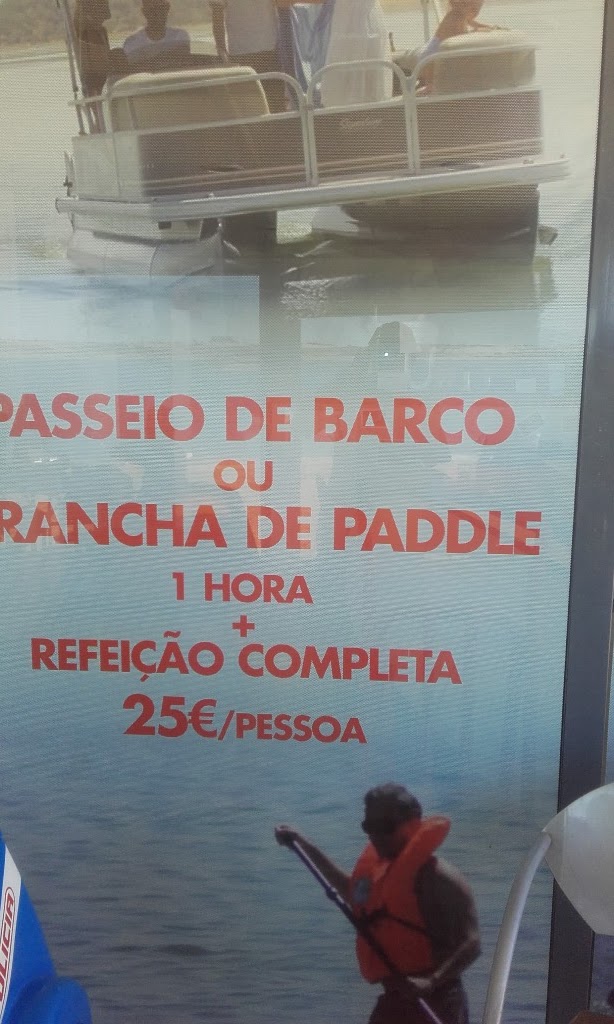 PASSEIO DE BARCO
OU
RANCHA DE PADDLE
1 HORA
+
REFEIÇÃO COMPLETA
25€/PESSOA